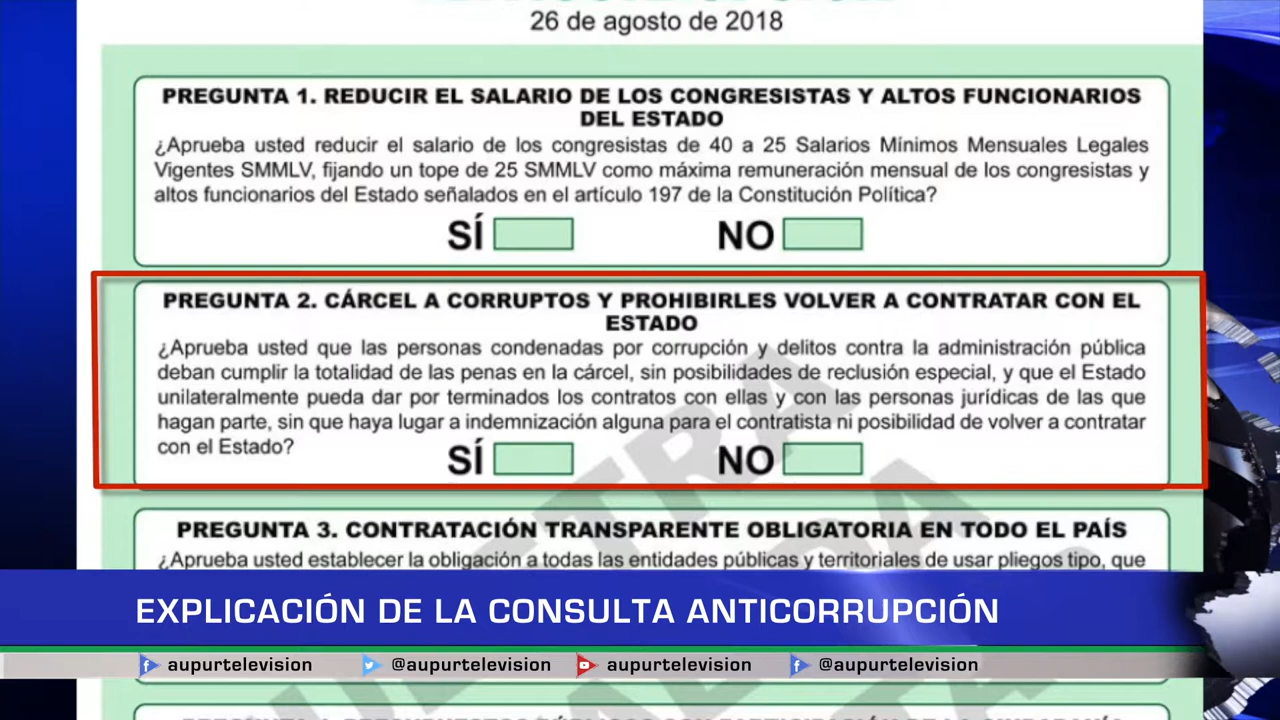 26 de agosto de 2018
PREGUNTA 1. REDUCIR EL SALARIO DE LOS CONGRESISTAS Y ALTOS FUNCIONARIOS
DEL ESTADO
¿Aprueba usted reducir el salario de los congresistas de 40 a 25 Salarios Mínimos Mensuales Legales
Vigentes SMMLV, fijando un tope de 25 SMMLV como máxima remuneración mensual de los congresistas y
altos funcionarios del Estado señalados en el artículo 197 de la Constitución Política?
SÍ NO
PREGUNTA 2. CÁRCEL A CORRUPTOS Y PROHIBIRLES VOLVER A CONTRATAR CON EL
ESTADO
¿Aprueba usted que las personas condenadas por corrupción y delitos contra la administración pública
deban cumplir la totalidad de las penas en la cárcel, sin posibilidades de reclusión especial, y que el Estado
unilateralmente pueda dar por terminados los contratos con ellas y con las personas jurídicas de las que
hagan parte, sin que haya lugar a indemnización alguna para el contratista ni posibilidad de volver a contratar
con el Estado?
SÍ NO
PREGUNTA 3. CONTRATACIÓN TRANSPARENTE OBLIGATORIA EN TODO EL PAÍS
¿Aprueba usted establecer la obligación a todas las entidades públicas y territoriales de usar pliegos tipo, que
EXPLICACIÓN DE LA CONSULTA ANTICORRUPCIÓN
aupurtelevision @aupurtelevision aupurtelevision @aupurtelevision